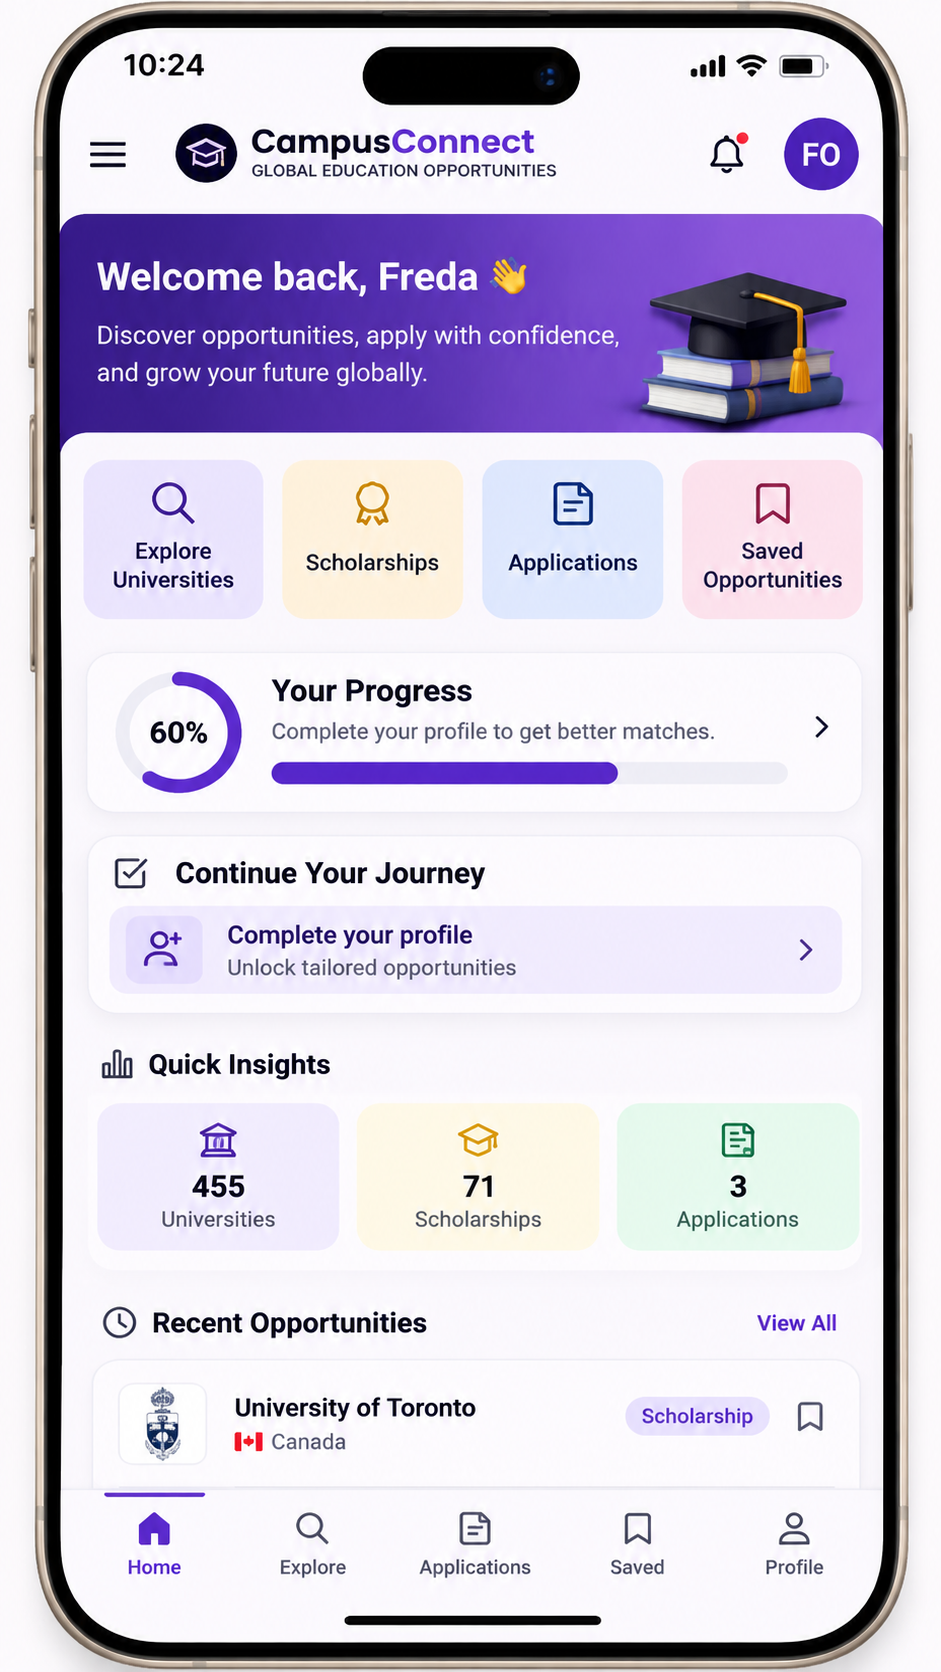 10:24
CampusConnect
GLOBAL EDUCATION OPPORTUNITIES
FO
Welcome back, Freda 👋
Discover opportunities, apply with confidence,
and grow your future globally.
Explore
Universities
Scholarships
Applications
Saved
Opportunities
60%
Your Progress
Complete your profile to get better matches.
Continue Your Journey
Complete your profile
Unlock tailored opportunities
Quick Insights
455
Universities
71
Scholarships
3
Applications
Recent Opportunities
View All
University of Toronto
Scholarship
Canada
Home
Explore
Applications
Saved
Profile